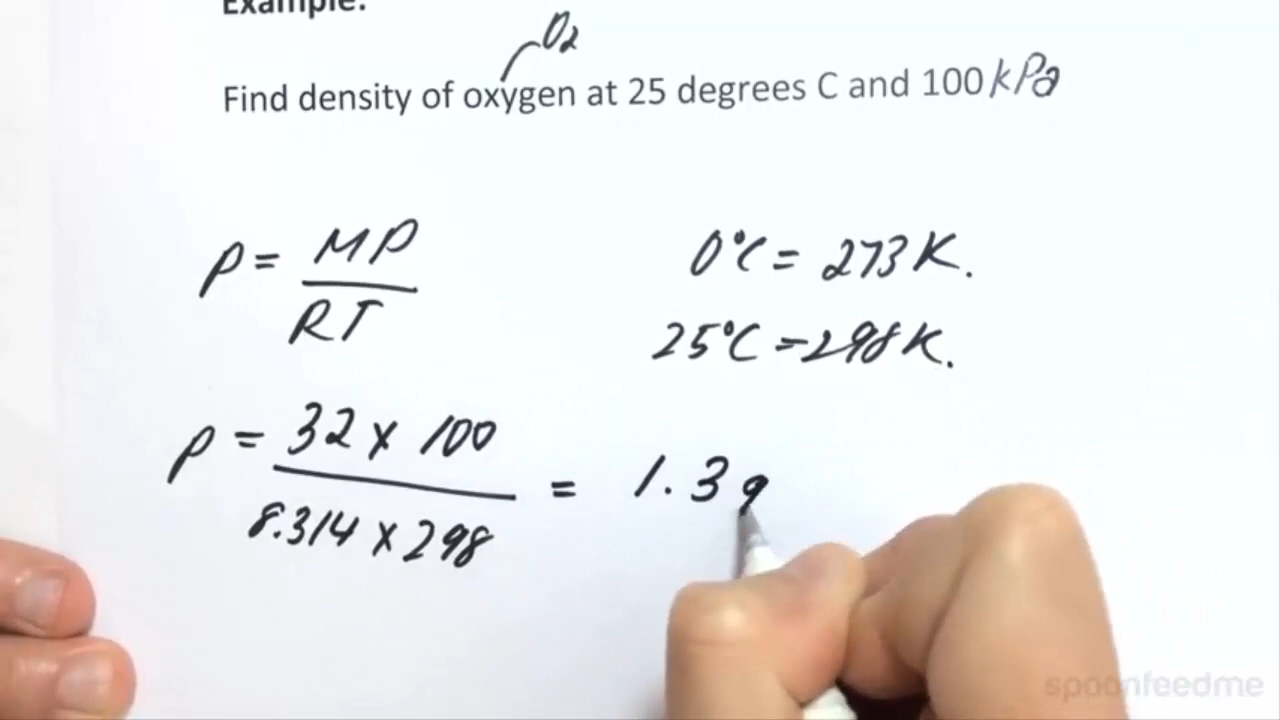 Example:
O₂
Find density of oxygen at 25 degrees C and 100 kPa
ρ = MP / RT
0°C = 273 K.
25°C = 298 K.
ρ = 32 × 100 / 8.314 × 298 = 1.3 g
spoonfeedme